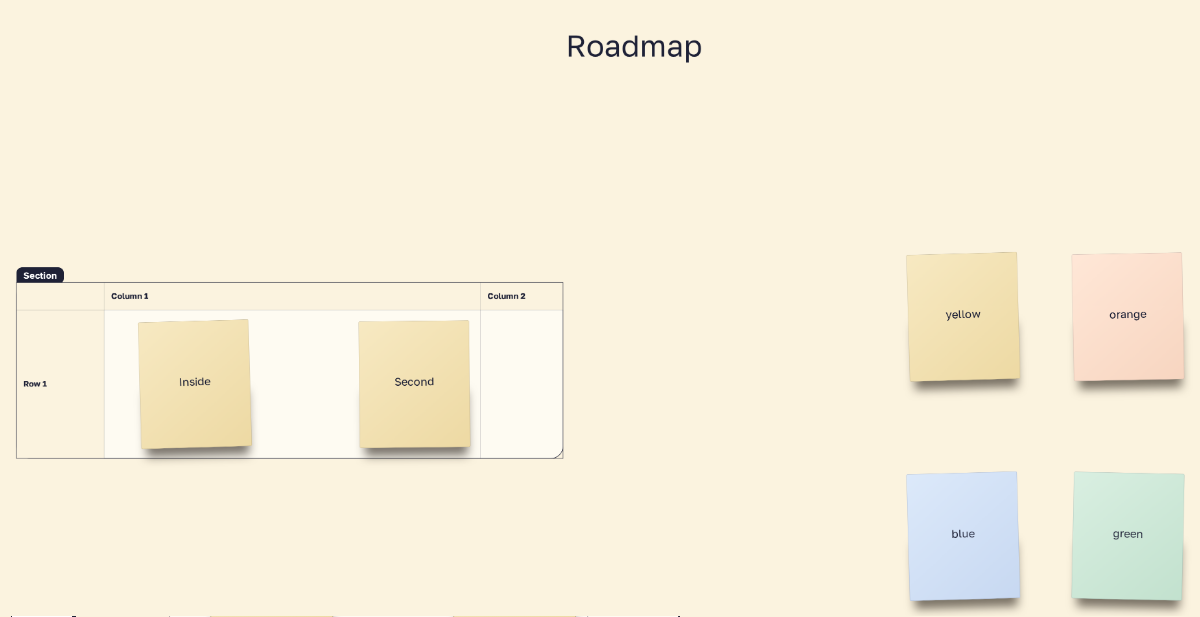 Roadmap
Section
Column 1
Column 2
Row 1
Inside
Second
yellow
orange
blue
green